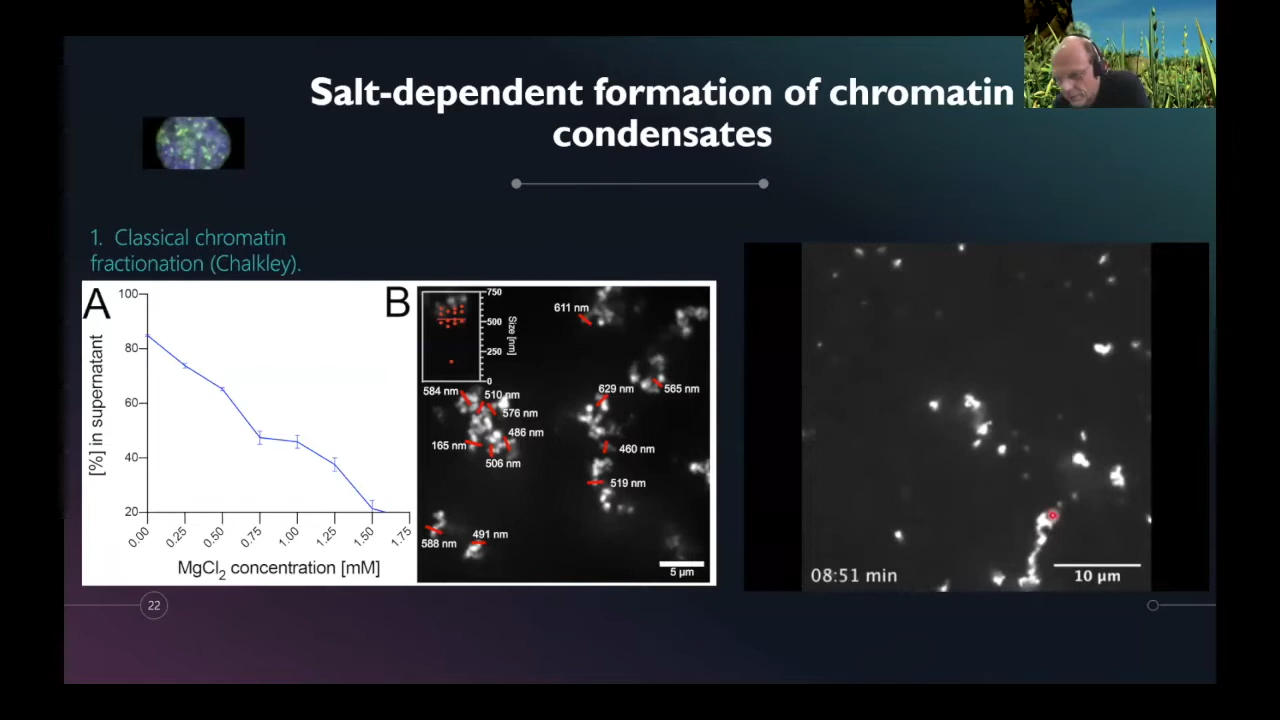 Salt-dependent formation of chromatin
condensates
1. Classical chromatin
fractionation (Chalkley).
A
100
80
60
40
20
[%] in supernatant
0.00 0.25 0.50 0.75 1.00 1.25 1.50 1.75
MgCl₂ concentration [mM]
B
750
500
250
0
Size [nm]
611 nm
584 nm
510 nm
576 nm
486 nm
165 nm
506 nm
629 nm
565 nm
460 nm
519 nm
588 nm
491 nm
5 µm
08:51 min
10 µm
22